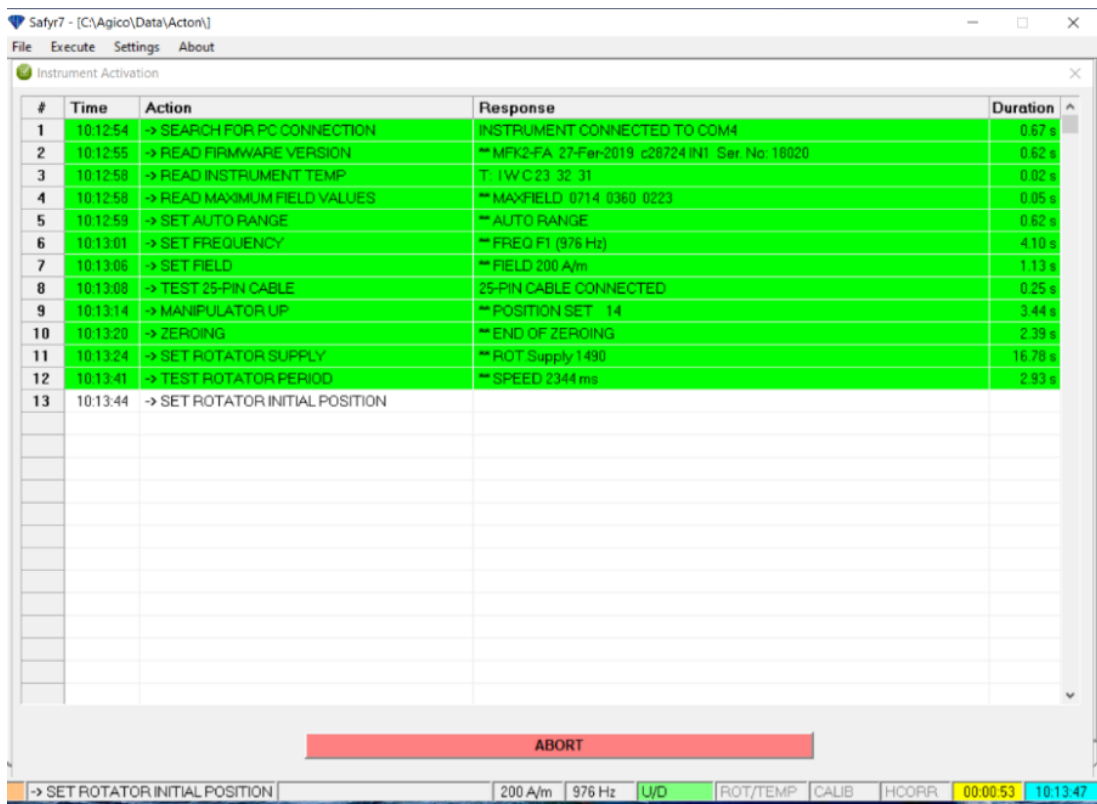 Safyr7 - [C:\Agico\Data\Acton\]
File Execute Settings About
Instrument Activation
# Time Action Response Duration
1 10:12:54 -> SEARCH FOR PC CONNECTION INSTRUMENT CONNECTED TO COM4 0.67 s
2 10:12:55 -> READ FIRMWARE VERSION ** MFK2-FA 27-Fer-2019 c28724 IN1 Ser. No: 18020 0.62 s
3 10:12:58 -> READ INSTRUMENT TEMP T: I W C 23 32 31 0.02 s
4 10:12:58 -> READ MAXIMUM FIELD VALUES ** MAXFIELD 0714 0360 0223 0.05 s
5 10:12:59 -> SET AUTO RANGE ** AUTO RANGE 0.62 s
6 10:13:01 -> SET FREQUENCY ** FREQ F1 (976 Hz) 4.10 s
7 10:13:06 -> SET FIELD ** FIELD 200 A/m 1.13 s
8 10:13:08 -> TEST 25-PIN CABLE 25-PIN CABLE CONNECTED 0.25 s
9 10:13:14 -> MANIPULATOR UP ** POSITION SET 14 3.44 s
10 10:13:20 -> ZEROING ** END OF ZEROING 2.39 s
11 10:13:24 -> SET ROTATOR SUPPLY ** ROT.Supply 1490 16.78 s
12 10:13:41 -> TEST ROTATOR PERIOD ** SPEED 2344 ms 2.93 s
13 10:13:44 -> SET ROTATOR INITIAL POSITION
ABORT
-> SET ROTATOR INITIAL POSITION 200 A/m 976 Hz U/D ROT/TEMP CALIB HCORR 00:00:53 10:13:47